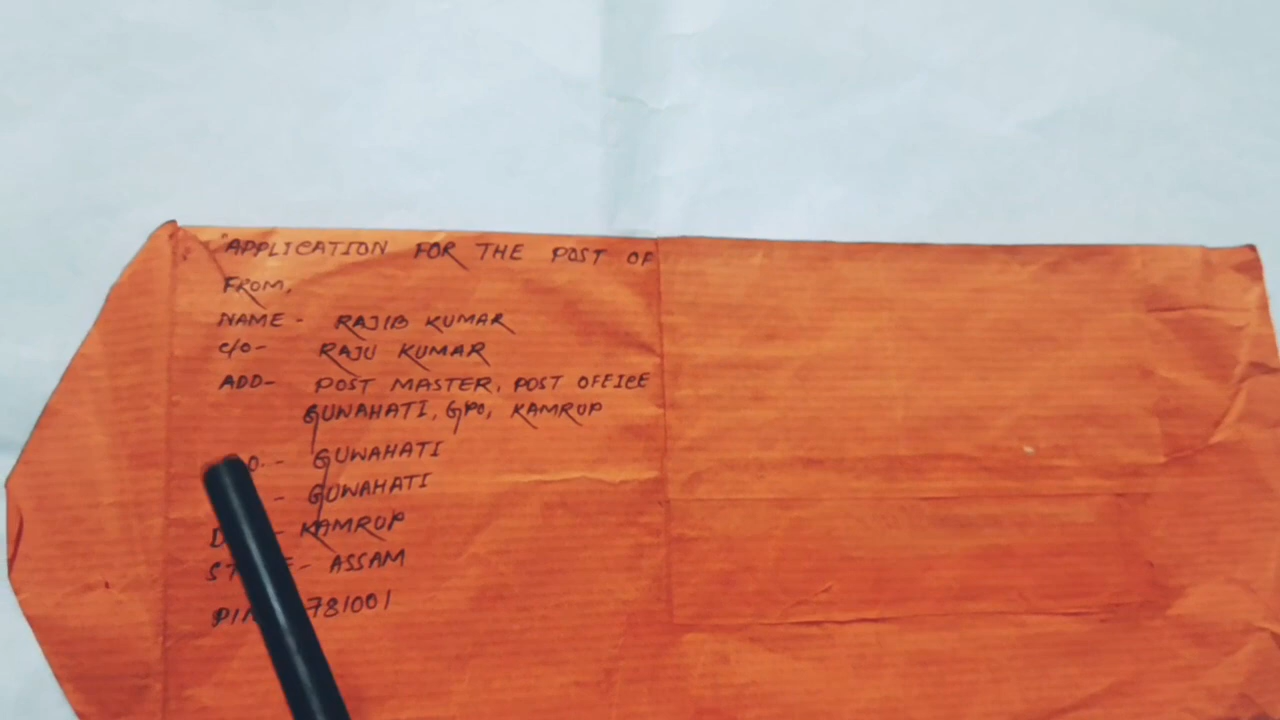 "APPLICATION FOR THE POST OF
FROM,
NAME - RAJIB KUMAR
C/O- RAJU KUMAR
ADD- POST MASTER, POST OFFICE
GUWAHATI, GPO, KAMRUP
- GUWAHATI
- GUWAHATI
KAMRUP
- ASSAM
781001